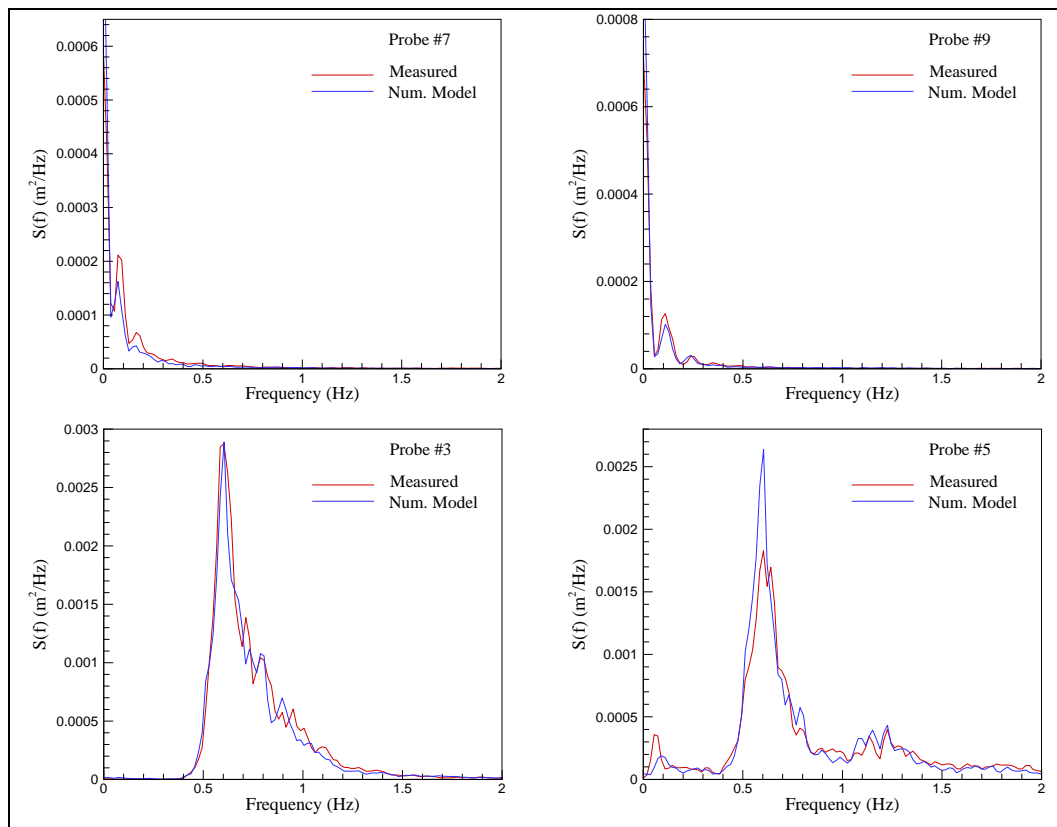 Probe #7
Measured
Num. Model
S(f) (m²/Hz)
0.0006
0.0005
0.0004
0.0003
0.0002
0.0001
0
0 0.5 1 1.5 2
Frequency (Hz)
Probe #9
Measured
Num. Model
S(f) (m²/Hz)
0.0008
0.0006
0.0004
0.0002
0
0 0.5 1 1.5 2
Frequency (Hz)
Probe #3
Measured
Num. Model
S(f) (m²/Hz)
0.003
0.0025
0.002
0.0015
0.001
0.0005
0
0 0.5 1 1.5 2
Frequency (Hz)
Probe #5
Measured
Num. Model
S(f) (m²/Hz)
0.0025
0.002
0.0015
0.001
0.0005
0
0 0.5 1 1.5 2
Frequency (Hz)